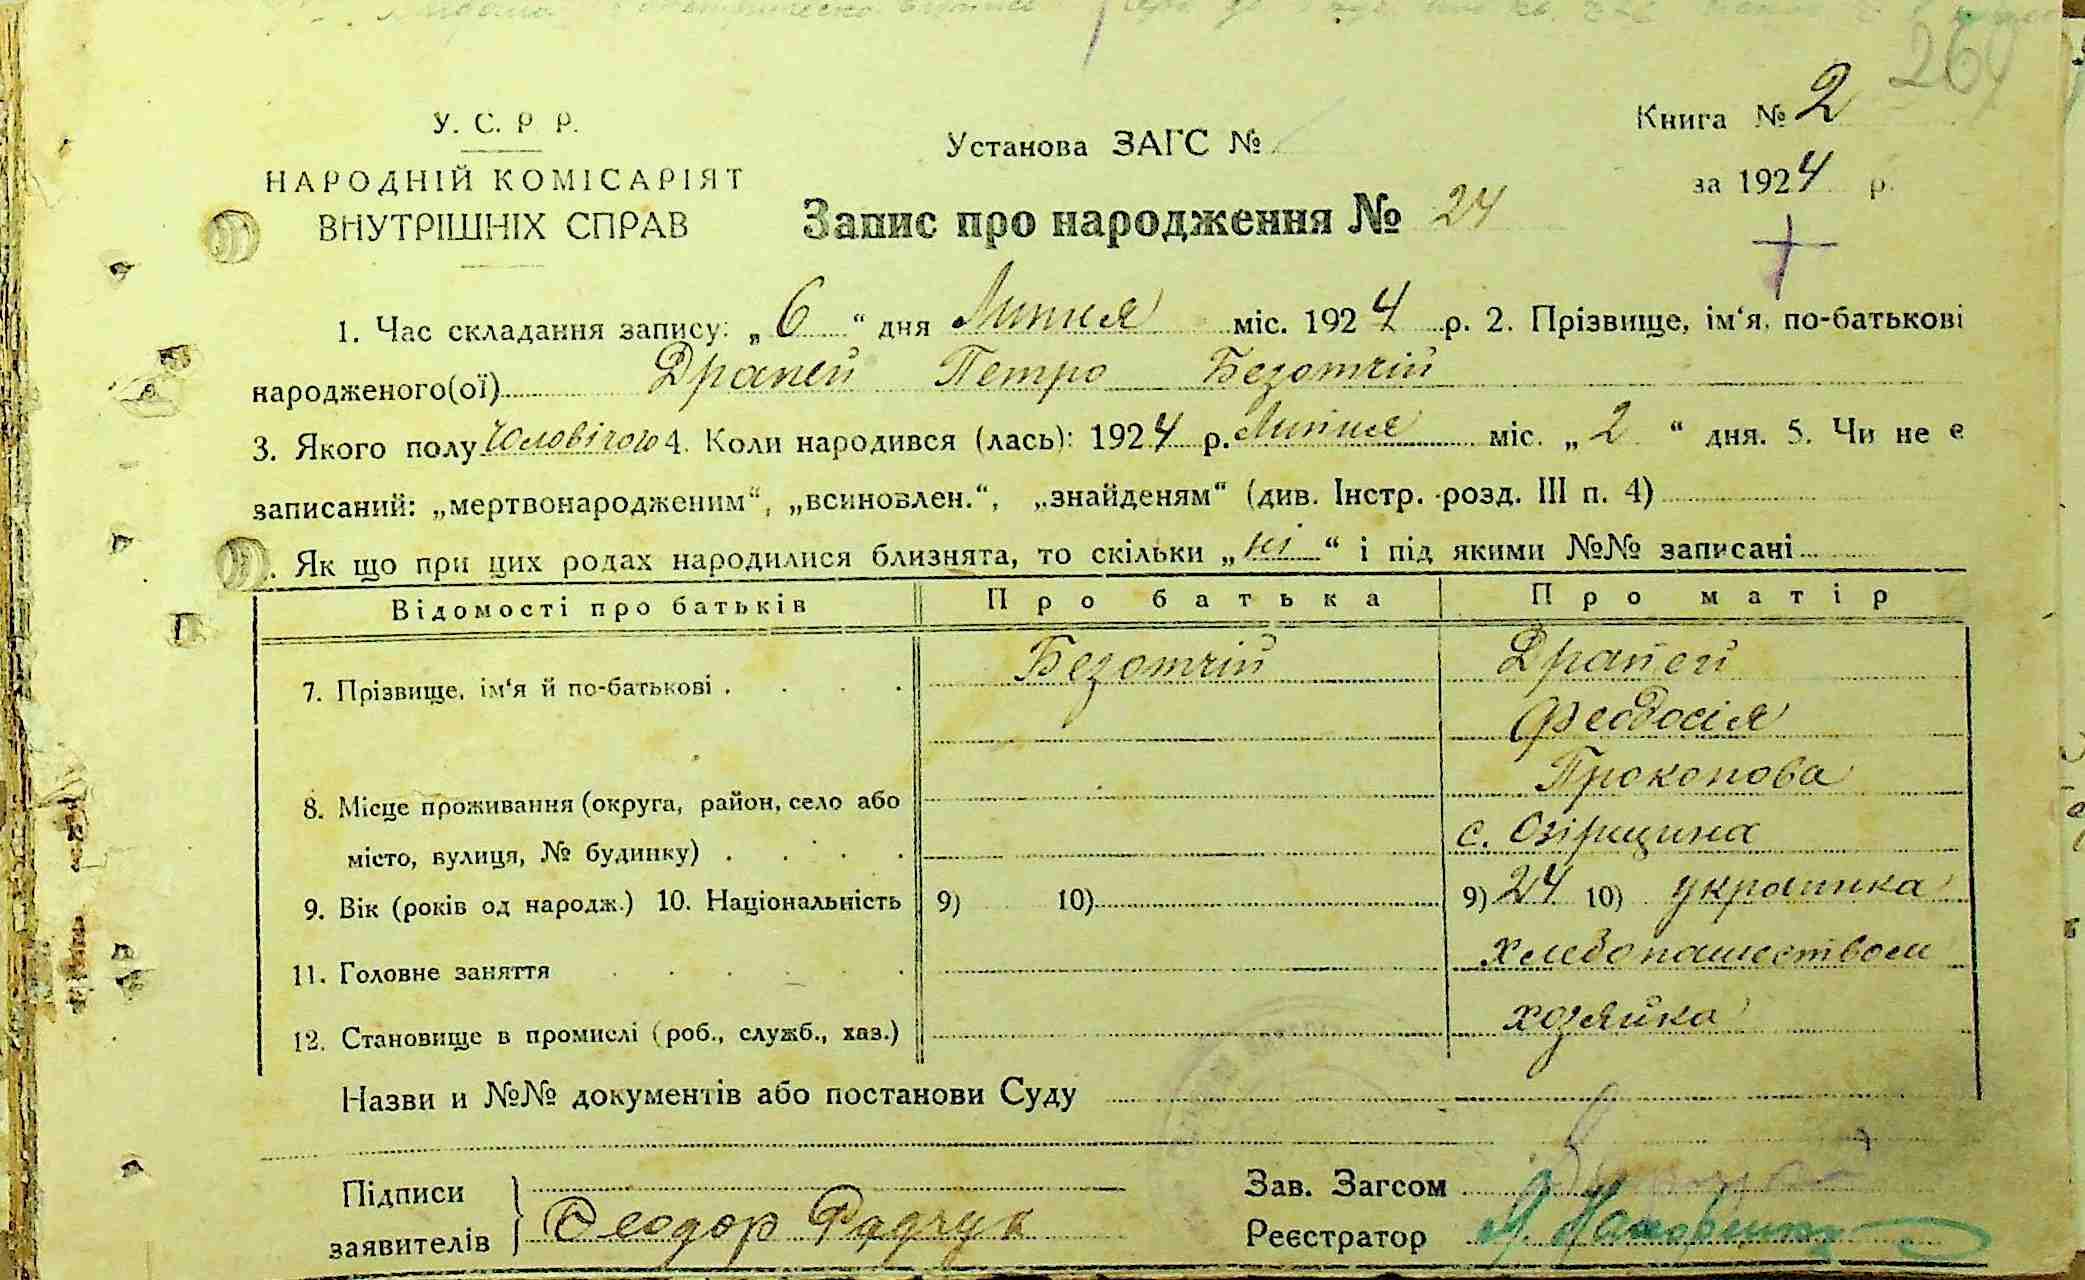 264
У. С. Р. Р.
НАРОДНІЙ КОМІСАРІЯТ
ВНУТРІШНІХ СПРАВ
Установа ЗАГС №
Книга № 2
за 1924 р.
Запис про народження № 24
1. Час складання запису: „ 6 “ дня Липня міс. 1924 р. 2. Прізвище, ім‘я, по-батькові
народженого(ої) Драпей Петро Безотчій
3. Якого полу Чоловічого 4. Коли народився (лась): 1924 р. Липня міс. „ 2 “ дня. 5. Чи не є
записаний: „мертвонародженим“, „всиновлен.“, „знайденям“ (див. Інстр. розд. III п. 4)
. Як що при цих родах народилися близнята, то скільки „ ні “ і під якими №№ записані
Відомості про батьків Про батька Про матір
7. Прізвище, ім‘я й по-батькові . Безотчій Драпей
Феодосія
Прокопова
8. Місце проживання (округа, район, село або
місто, вулиця, № будинку) . с. Озірщина
9. Вік (років од народж.) 10. Національність 9) 10) 9) 24 10) украинка
11. Головне заняття хлебопашеством
12. Становище в промислі (роб., служб., хаз.) хозяйка
Назви и №№ документів або постанови Суду
Підписи
заявителів } Феодор Радчук
Зав. Загсом
Реєстратор